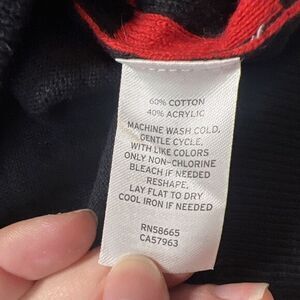 60% COTTON
40% ACRYLIC
MACHINE WASH COLD,
GENTLE CYCLE,
WITH LIKE COLORS
ONLY NON-CHLORINE
BLEACH IF NEEDED
RESHAPE,
LAY FLAT TO DRY
COOL IRON IF NEEDED
RN58665
CA57963